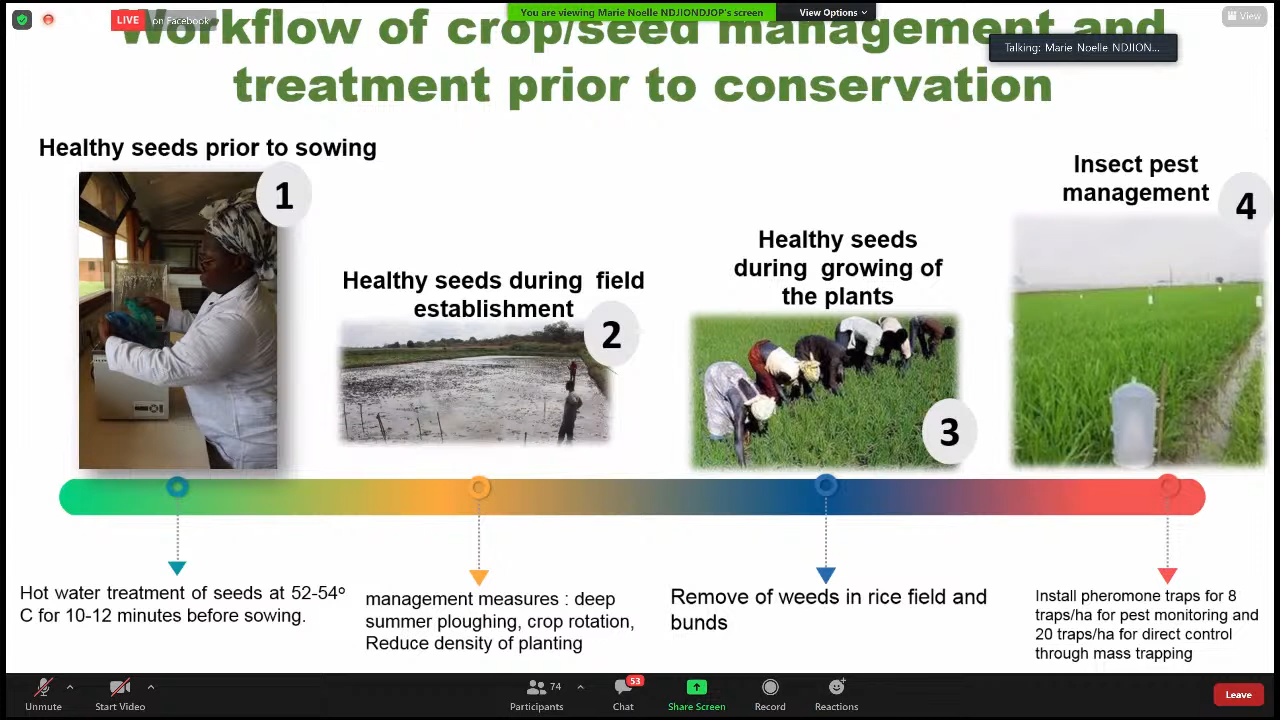 LIVE on Facebook
You are viewing Marie Noelle NDJIONDJOP's screen
View Options
View
Talking: Marie Noelle NDJION...
Workflow of crop/seed management and
treatment prior to conservation
Healthy seeds prior to sowing
1
Healthy seeds during field
establishment
2
Healthy seeds
during growing of
the plants
3
Insect pest
management
4
Hot water treatment of seeds at 52-54º
C for 10-12 minutes before sowing.
management measures : deep
summer ploughing, crop rotation,
Reduce density of planting
Remove of weeds in rice field and
bunds
Install pheromone traps for 8
traps/ha for pest monitoring and
20 traps/ha for direct control
through mass trapping
Unmute
Start Video
74
Participants
53
Chat
Share Screen
Record
Reactions
Leave